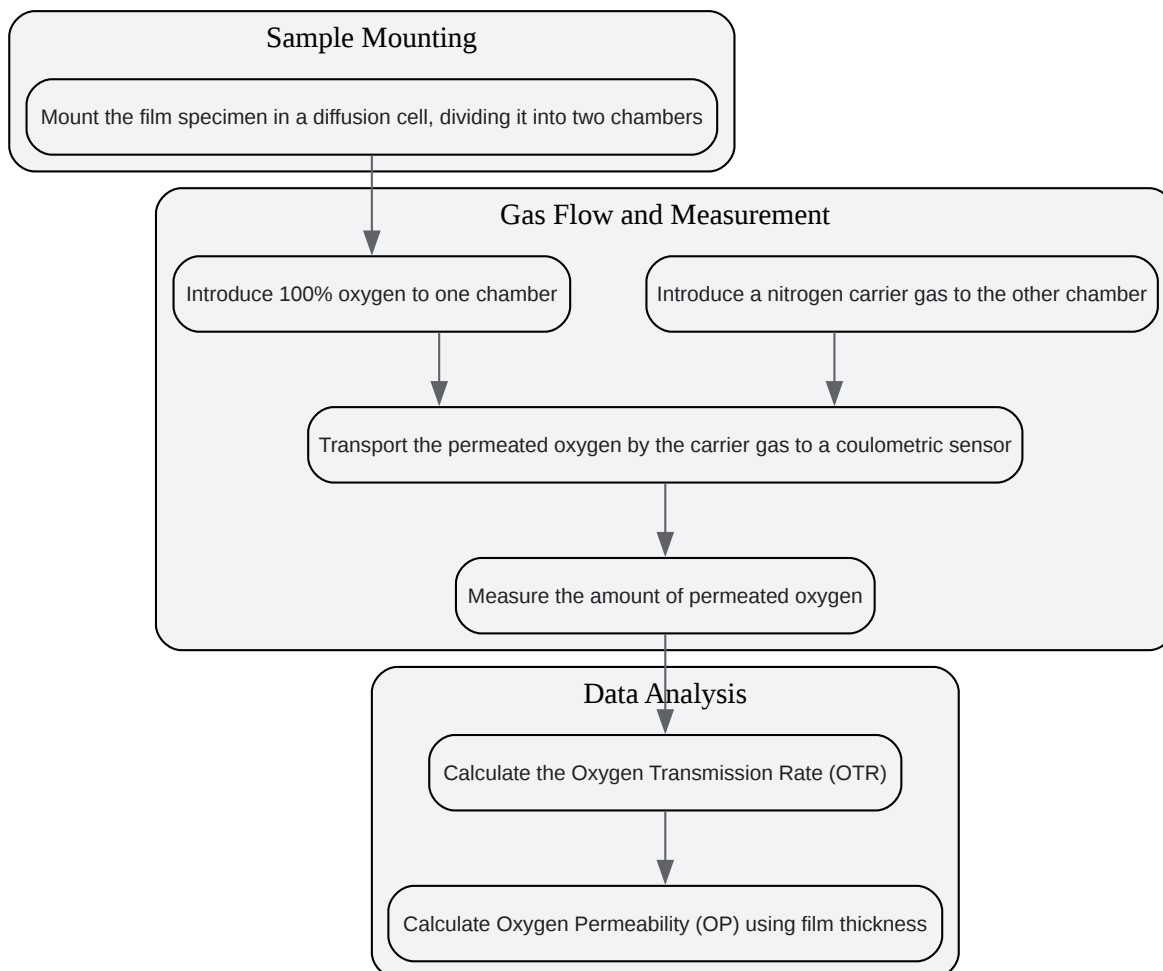 Sample Mounting
Mount the film specimen in a diffusion cell, dividing it into two chambers
Gas Flow and Measurement
Introduce 100% oxygen to one chamber
Introduce a nitrogen carrier gas to the other chamber
Transport the permeated oxygen by the carrier gas to a coulometric sensor
Measure the amount of permeated oxygen
Data Analysis
Calculate the Oxygen Transmission Rate (OTR)
Calculate Oxygen Permeability (OP) using film thickness